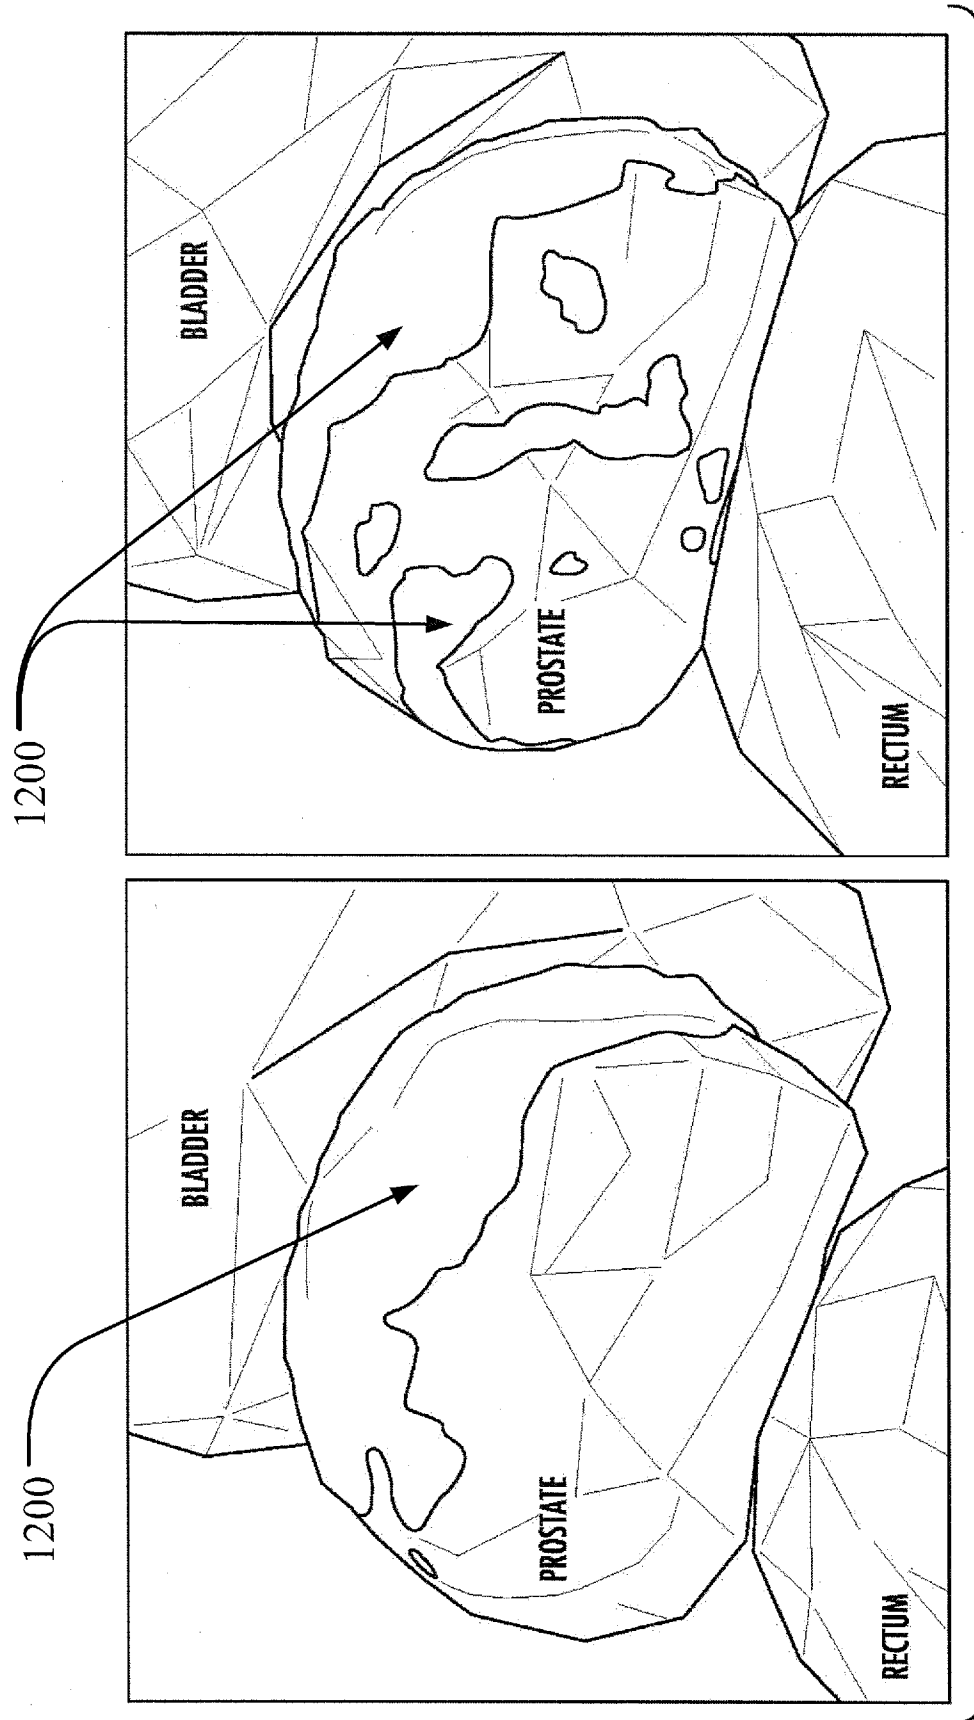 1200
BLADDER
PROSTATE
RECTUM
1200
BLADDER
PROSTATE
RECTUM